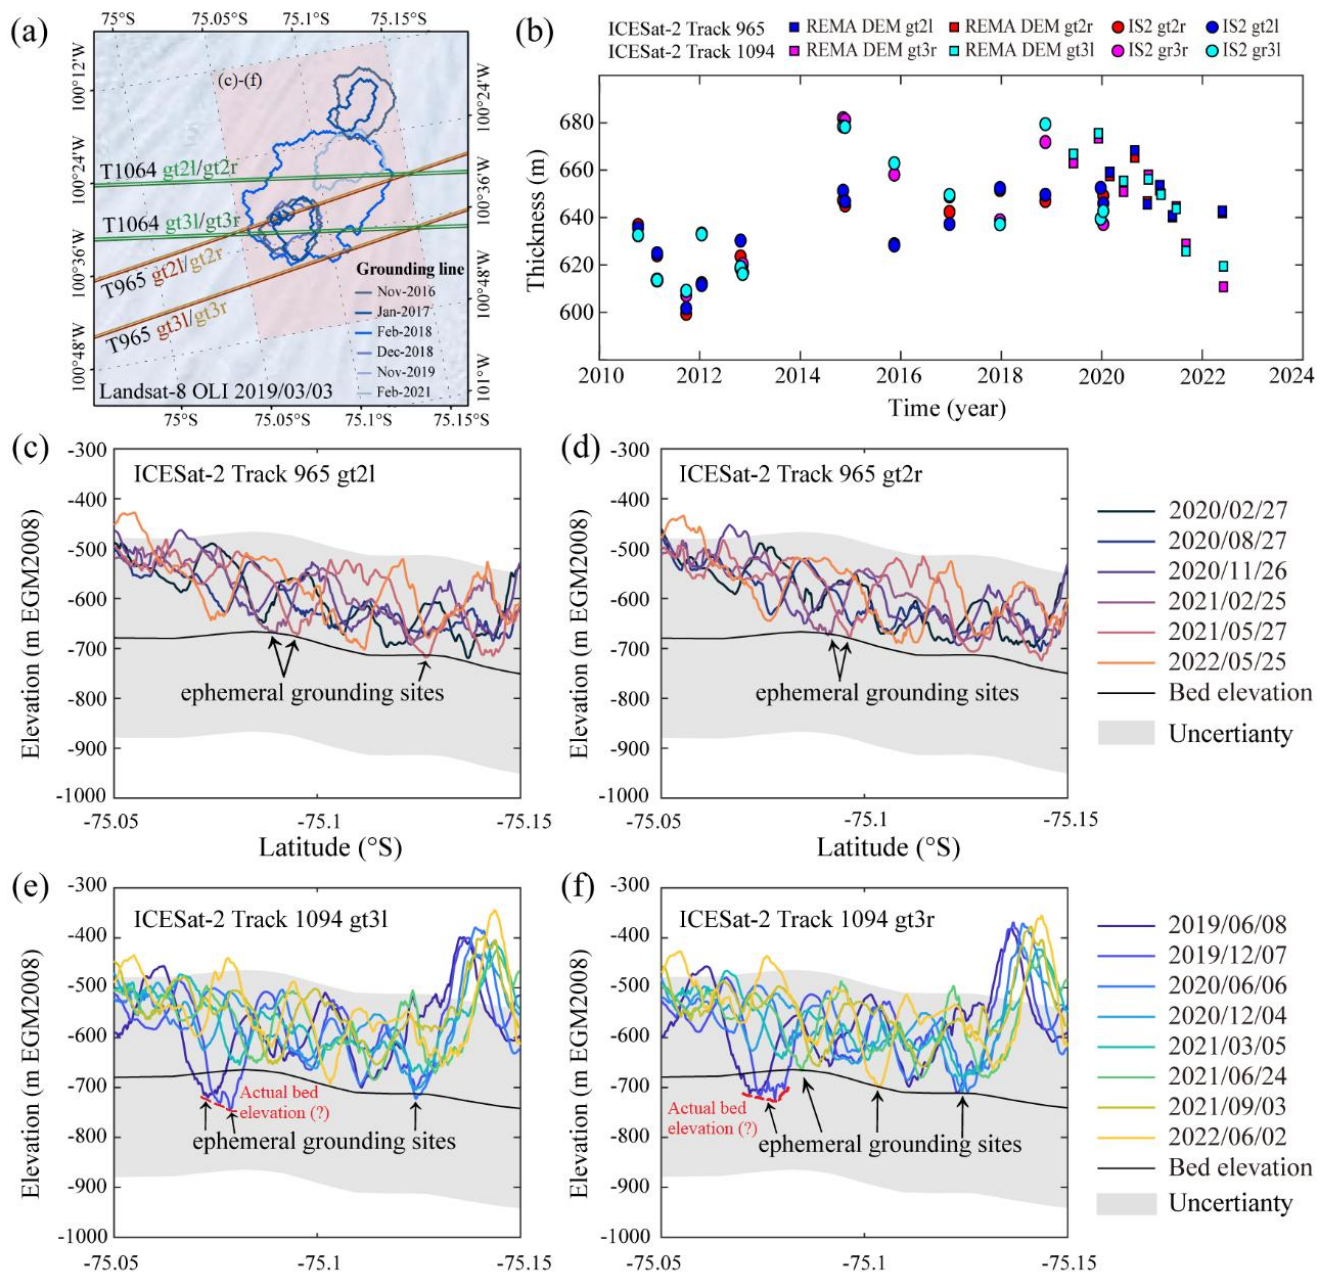 (a)
75°S
75.05°S
75.1°S
75.15°S
(c)-(f)
100°12'W
100°24'W
100°36'W
100°48'W
100°24'W
100°36'W
100°48'W
101°W
T1064 gt2l/gt2r
T1064 gt3l/gt3r
T965 gt2l/gt2r
T965 gt3l/gt3r
Grounding line
Nov-2016
Jan-2017
Feb-2018
Dec-2018
Nov-2019
Feb-2021
Landsat-8 OLI 2019/03/03
75°S
75.05°S
75.1°S
75.15°S
(b)
ICESat-2 Track 965 REMA DEM gt2l REMA DEM gt2r IS2 gt2r IS2 gt2l
ICESat-2 Track 1094 REMA DEM gt3r REMA DEM gt3l IS2 gr3r IS2 gr3l
Thickness (m)
680
660
640
620
600
2010 2012 2014 2016 2018 2020 2022 2024
Time (year)
(c)
ICESat-2 Track 965 gt2l
Elevation (m EGM2008)
-300
-400
-500
-600
-700
-800
-900
-1000
ephemeral grounding sites
-75.05 -75.1 -75.15
Latitude (°S)
(d)
ICESat-2 Track 965 gt2r
Elevation (m EGM2008)
-300
-400
-500
-600
-700
-800
-900
-1000
ephemeral grounding sites
-75.05 -75.1 -75.15
Latitude (°S)
2020/02/27
2020/08/27
2020/11/26
2021/02/25
2021/05/27
2022/05/25
Bed elevation
Uncertianty
(e)
ICESat-2 Track 1094 gt3l
Elevation (m EGM2008)
-300
-400
-500
-600
-700
-800
-900
-1000
Actual bed
elevation (?)
ephemeral grounding sites
-75.05 -75.1 -75.15
(f)
ICESat-2 Track 1094 gt3r
Elevation (m EGM2008)
-300
-400
-500
-600
-700
-800
-900
-1000
Actual bed
elevation (?)
ephemeral grounding sites
-75.05 -75.1 -75.15
2019/06/08
2019/12/07
2020/06/06
2020/12/04
2021/03/05
2021/06/24
2021/09/03
2022/06/02
Bed elevation
Uncertianty